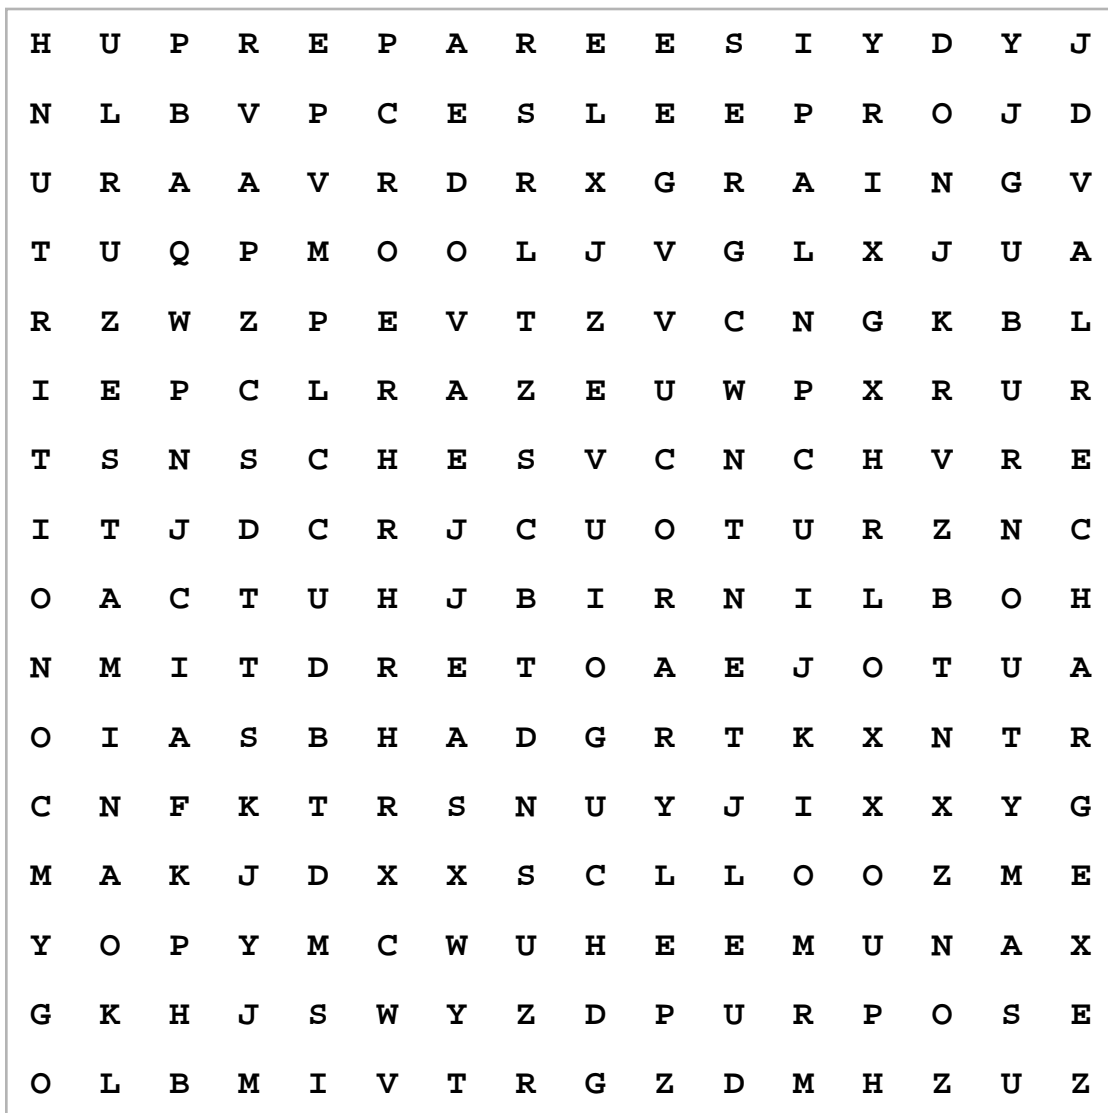 H U P R E P A R E E S I Y D Y J
N L B V P C E S L E E P R O J D
U R A A V R D R X G R A I N G V
T U Q P M O O L J V G L X J U A
R Z W Z P E V T Z V C N G K B L
I E P C L R A Z E U W P X R U R
T S N S C H E S V C N C H V R E
I T J D C R J C U O T U R Z N C
O A C T U H J B I R N I L B O H
N M I T D R E T O A E J O T U A
O I A S B H A D G R T K X N T R
C N F K T R S N U Y J I X X Y G
M A K J D X X S C L L O O Z M E
Y O P Y M C W U H E E M U N A X
G K H J S W Y Z D P U R P O S E
O L B M I V T R G Z D M H Z U Z